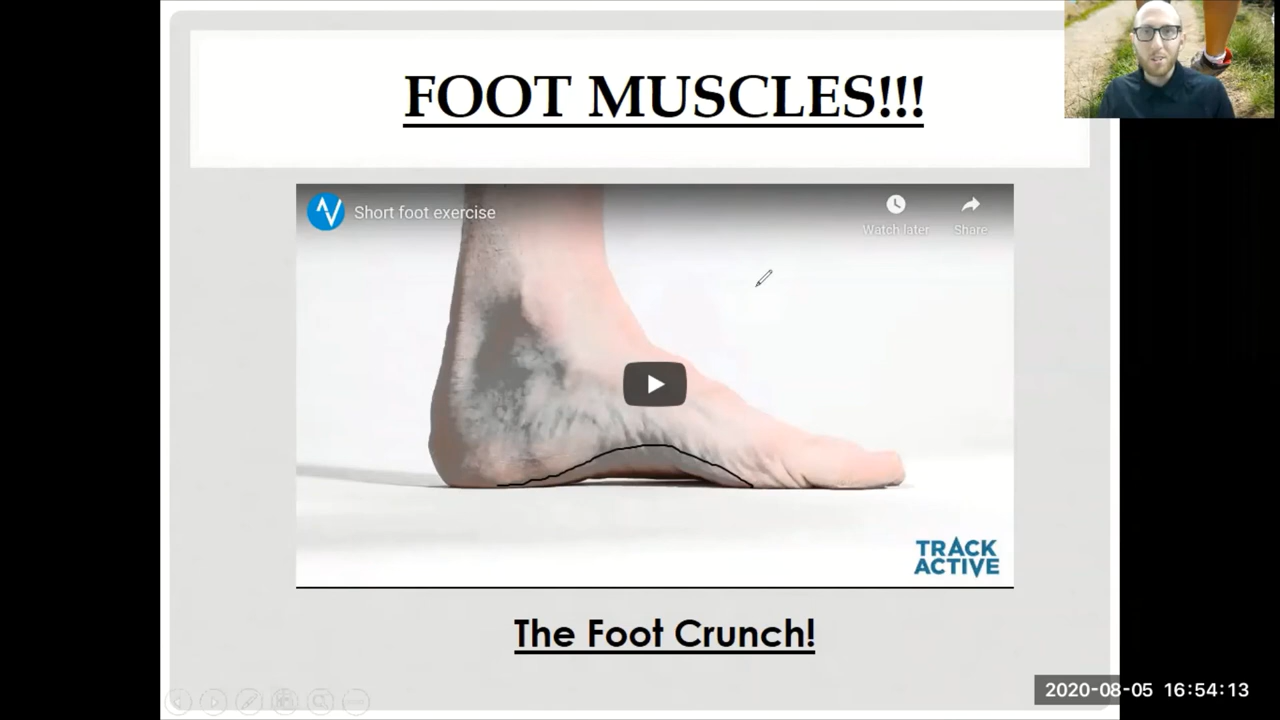 FOOT MUSCLES!!!
Short foot exercise
Watch later
Share
TRACK
ACTIVE
The Foot Crunch!
2020-08-05 16:54:13